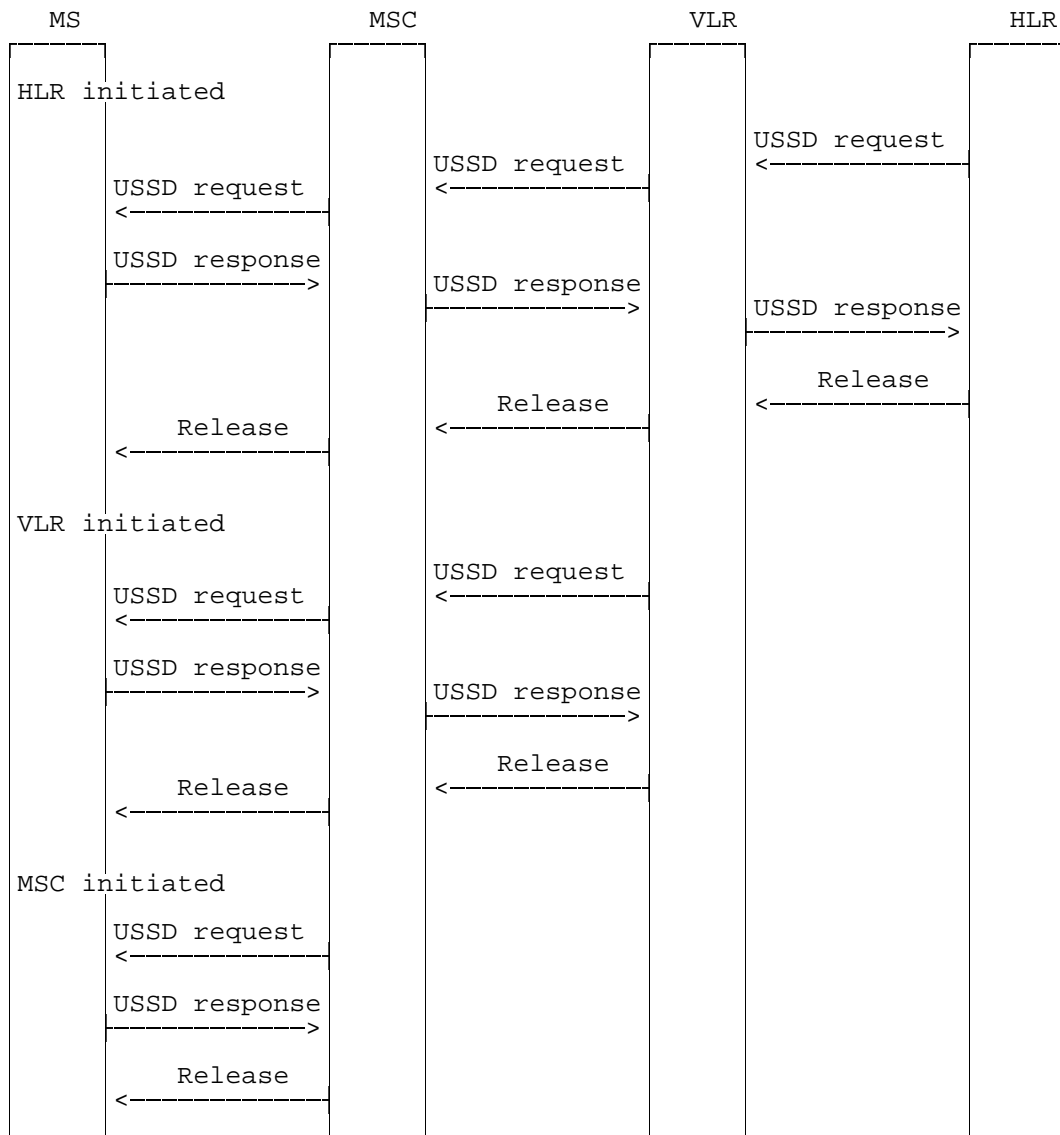 MS MSC VLR HLR
HLR initiated
USSD request
USSD request
USSD request
USSD response
USSD response
USSD response
Release
Release
Release
VLR initiated
USSD request
USSD request
USSD response
USSD response
Release
Release
MSC initiated
USSD request
USSD response
Release